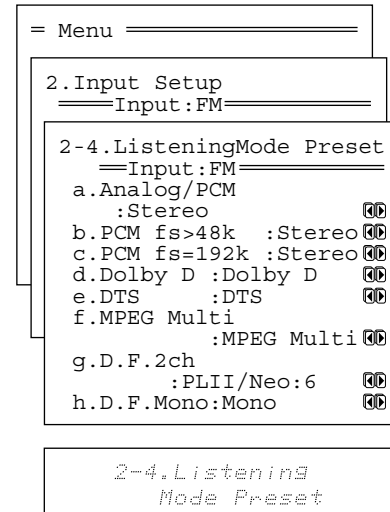 Menu
2.Input Setup
Input:FM
2-4.ListeningMode Preset
Input:FM
a.Analog/PCM
:Stereo
b.PCM fs>48k :Stereo
c.PCM fs=192k :Stereo
d.Dolby D :Dolby D
e.DTS :DTS
f.MPEG Multi
:MPEG Multi
g.D.F.2ch
:PLII/Neo:6
h.D.F.Mono:Mono
2-4.Listening
Mode Preset